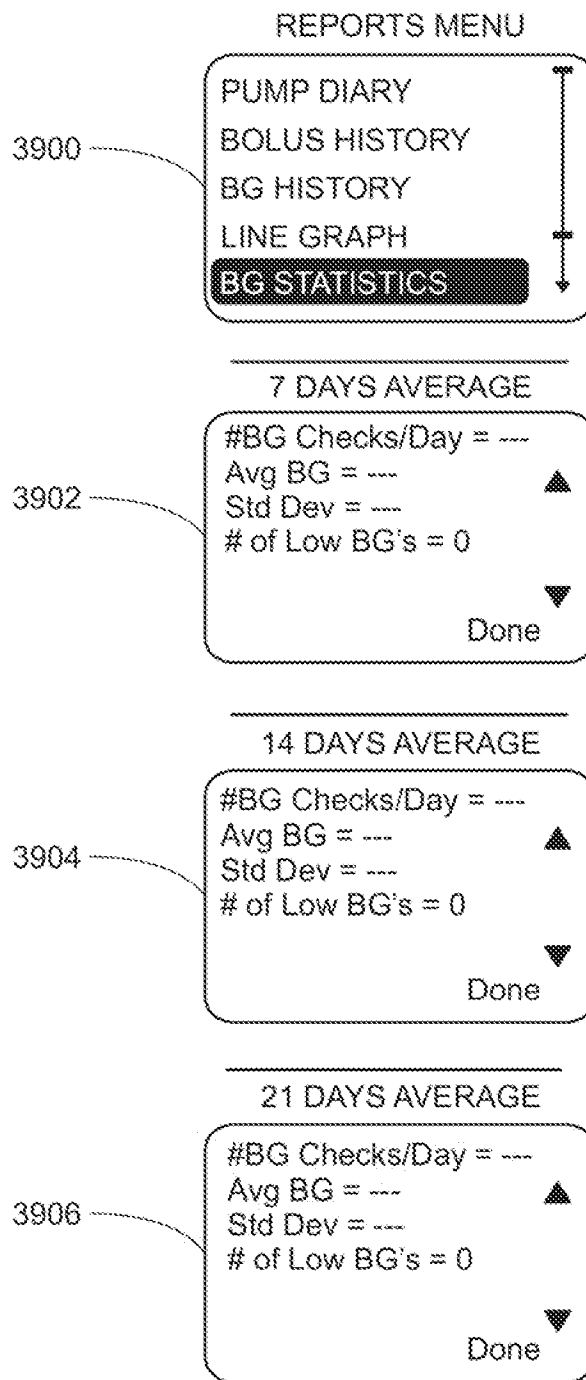 REPORTS MENU
PUMP DIARY
BOLUS HISTORY
3900
BG HISTORY
LINE GRAPH
BG STATISTICS
7 DAYS AVERAGE
#BG Checks/Day = ---
Avg BG = ---
3902
Std Dev = ---
# of Low BG's = 0
Done
14 DAYS AVERAGE
#BG Checks/Day = ---
Avg BG = ---
3904
Std Dev = ---
# of Low BG's = 0
Done
21 DAYS AVERAGE
#BG Checks/Day = ---
Avg BG = ---
3906
Std Dev = ---
# of Low BG's = 0
Done